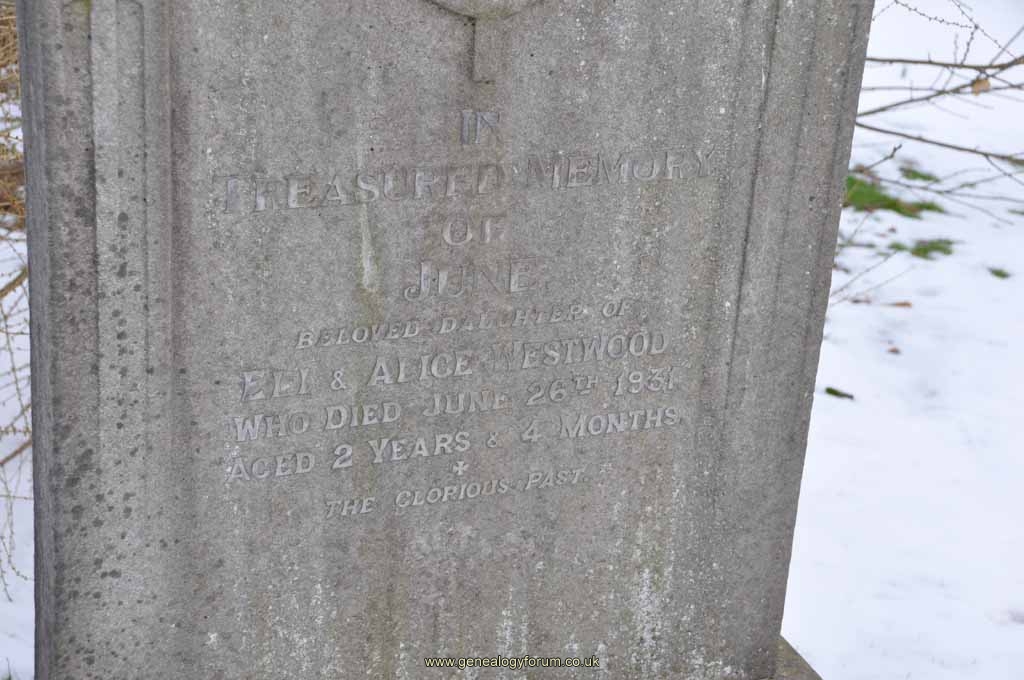 IN
TREASURED MEMORY
OF
JUNE.
BELOVED DAUGHTER OF
ELI & ALICE WESTWOOD
WHO DIED JUNE 26TH 1931
AGED 2 YEARS & 4 MONTHS
THE GLORIOUS PAST.
www.genealogyforum.co.uk